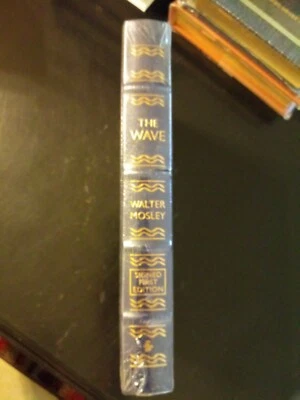 THE
WAVE
WALTER
MOSLEY
SIGNED
FIRST
EDITION